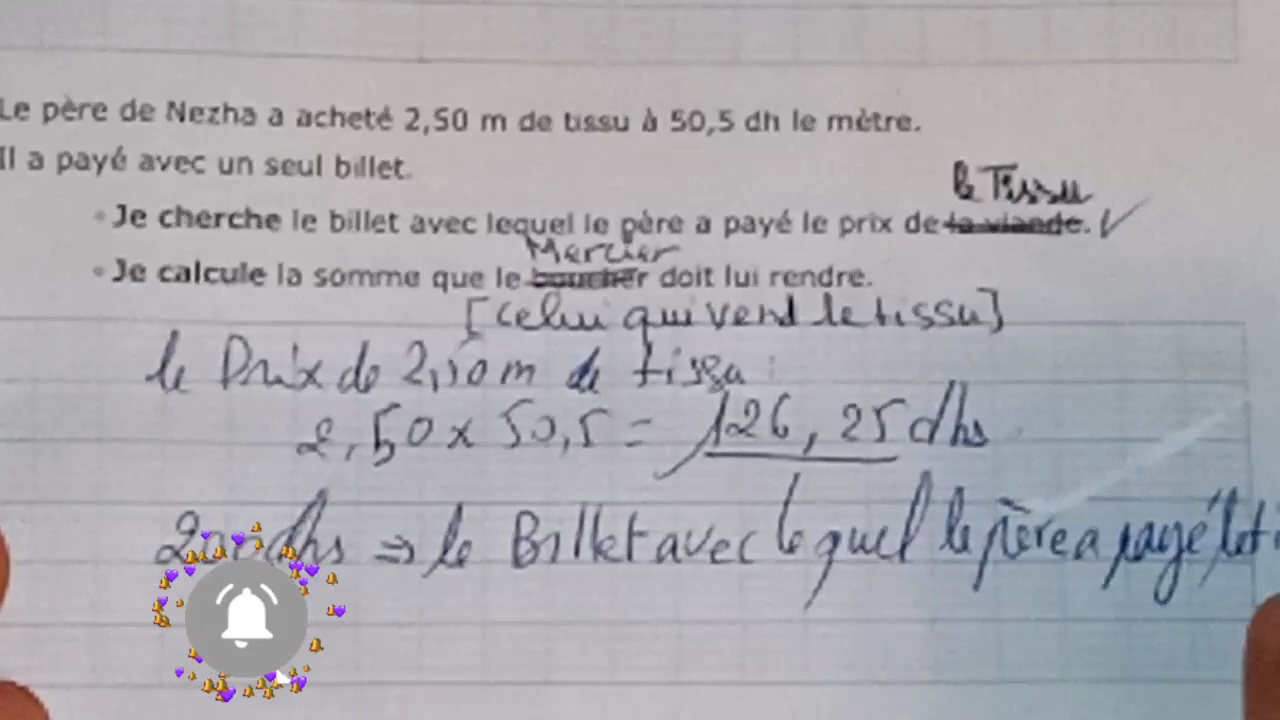 Le père de Nezha a acheté 2,50 m de tissu à 50,5 dh le mètre.
Il a payé avec un seul billet.
le Tissu
• Je cherche le billet avec lequel le père a payé le prix de la viande.
Mercier
• Je calcule la somme que le boucher doit lui rendre.
[celui qui vend le tissu]
le Prix de 2,50 m de tissu :
2,50 x 50,5 = 126,25 dhs
200 dhs ⇒ le Billet avec lequel le père a payé le t